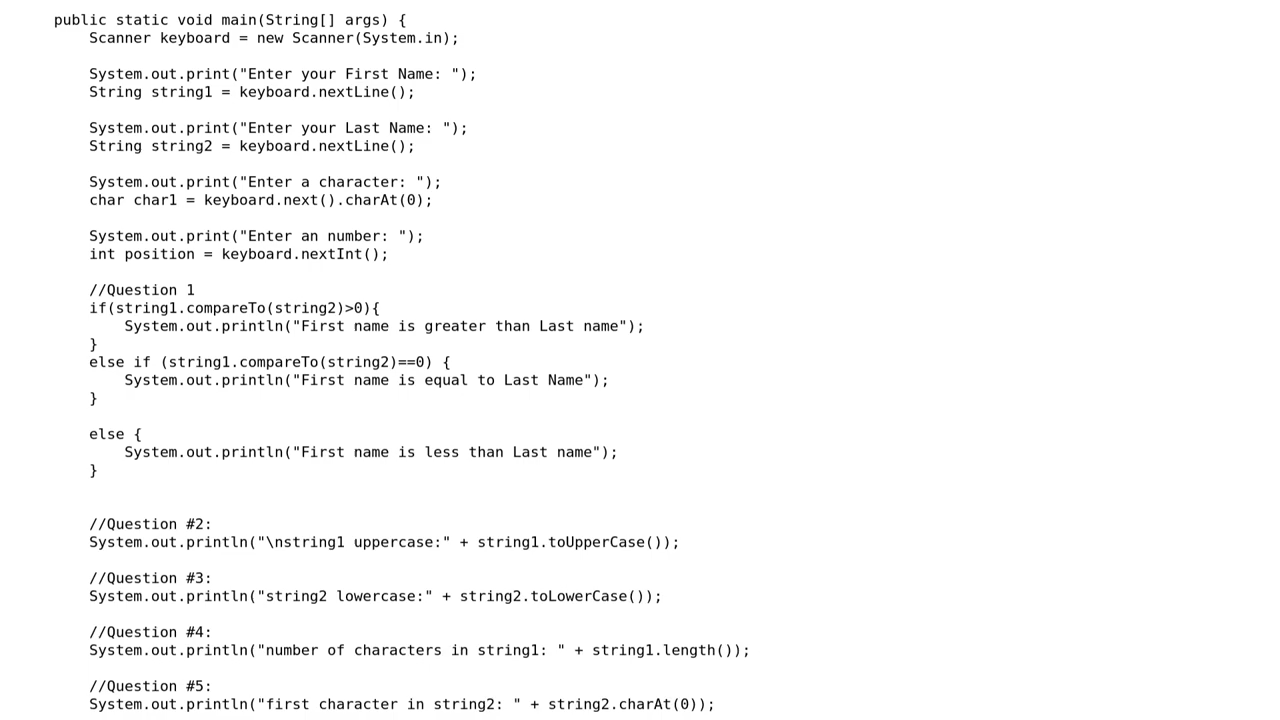 public static void main(String[] args) {
Scanner keyboard = new Scanner(System.in);
System.out.print("Enter your First Name: ");
String string1 = keyboard.nextLine();
System.out.print("Enter your Last Name: ");
String string2 = keyboard.nextLine();
System.out.print("Enter a character: ");
char char1 = keyboard.next().charAt(0);
System.out.print("Enter an number: ");
int position = keyboard.nextInt();
//Question 1
if(string1.compareTo(string2)>0){
System.out.println("First name is greater than Last name");
}
else if (string1.compareTo(string2)==0) {
System.out.println("First name is equal to Last Name");
}
else {
System.out.println("First name is less than Last name");
}
//Question #2:
System.out.println("\nstring1 uppercase:" + string1.toUpperCase());
//Question #3:
System.out.println("string2 lowercase:" + string2.toLowerCase());
//Question #4:
System.out.println("number of characters in string1: " + string1.length());
//Question #5:
System.out.println("first character in string2: " + string2.charAt(0));